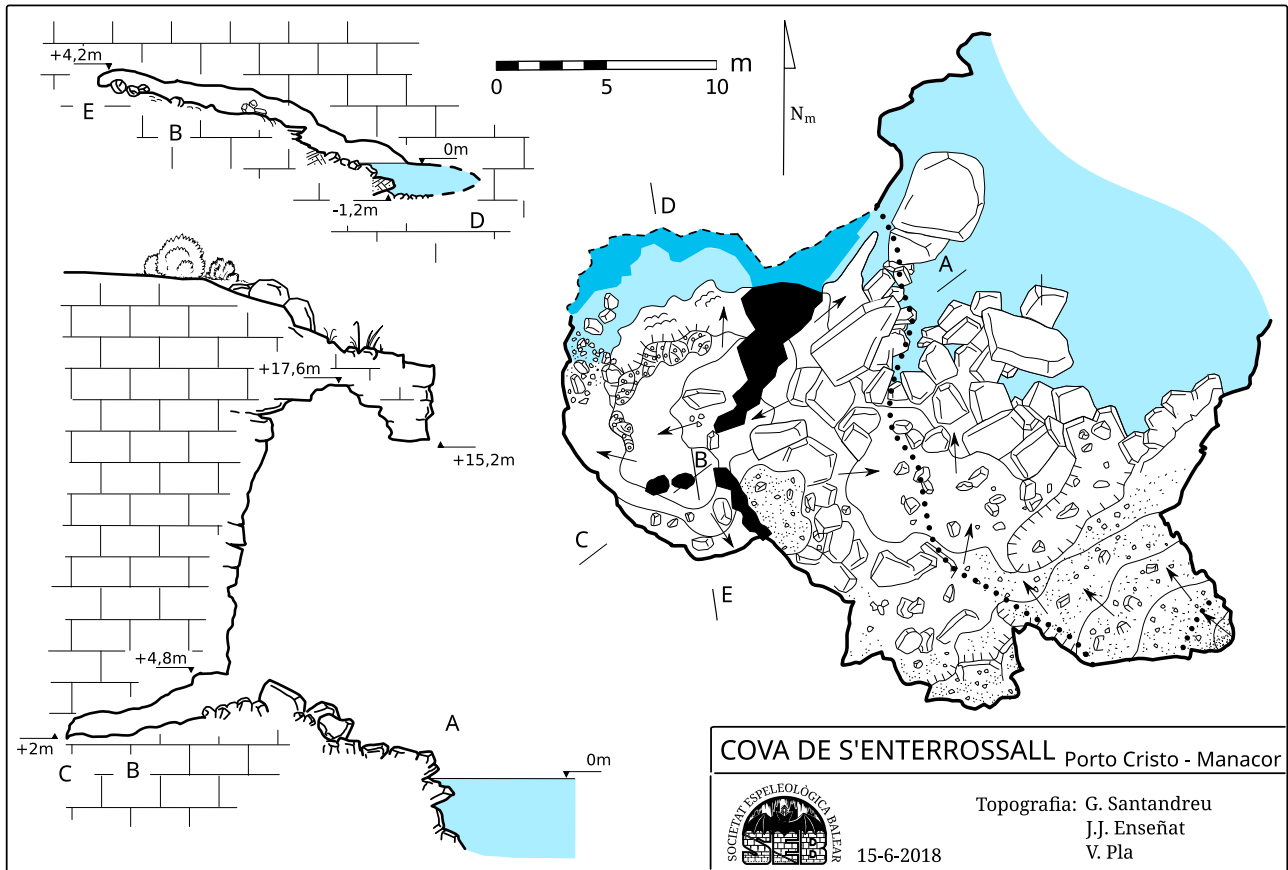 +4,2m
E
B
0m
-1,2m
D
0 5 10 m
Nm
+17,6m
+15,2m
+4,8m
+2m
C
B
A
0m
D
A
B
C
E
COVA DE S'ENTERROSSALL Porto Cristo - Manacor
SOCIETAT ESPELEOLÒGICA BALEAR
SEB
15-6-2018
Topografia: G. Santandreu
J.J. Enseñat
V. Pla